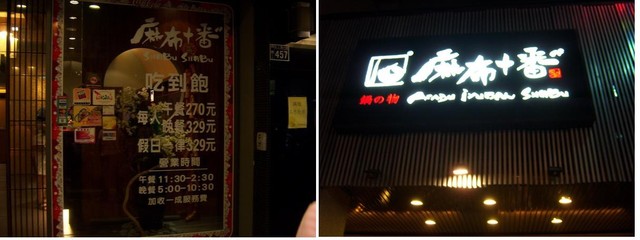 麻布十番
SHABU SHABU
457
吃到飽
每人
午餐270元
晚餐329元
假日一律329元
營業時間
午餐 11:30-2:30
晚餐 5:00-10:30
加收一成服務費
麻布十番
鍋の物
AZABU JUBAN SHABU